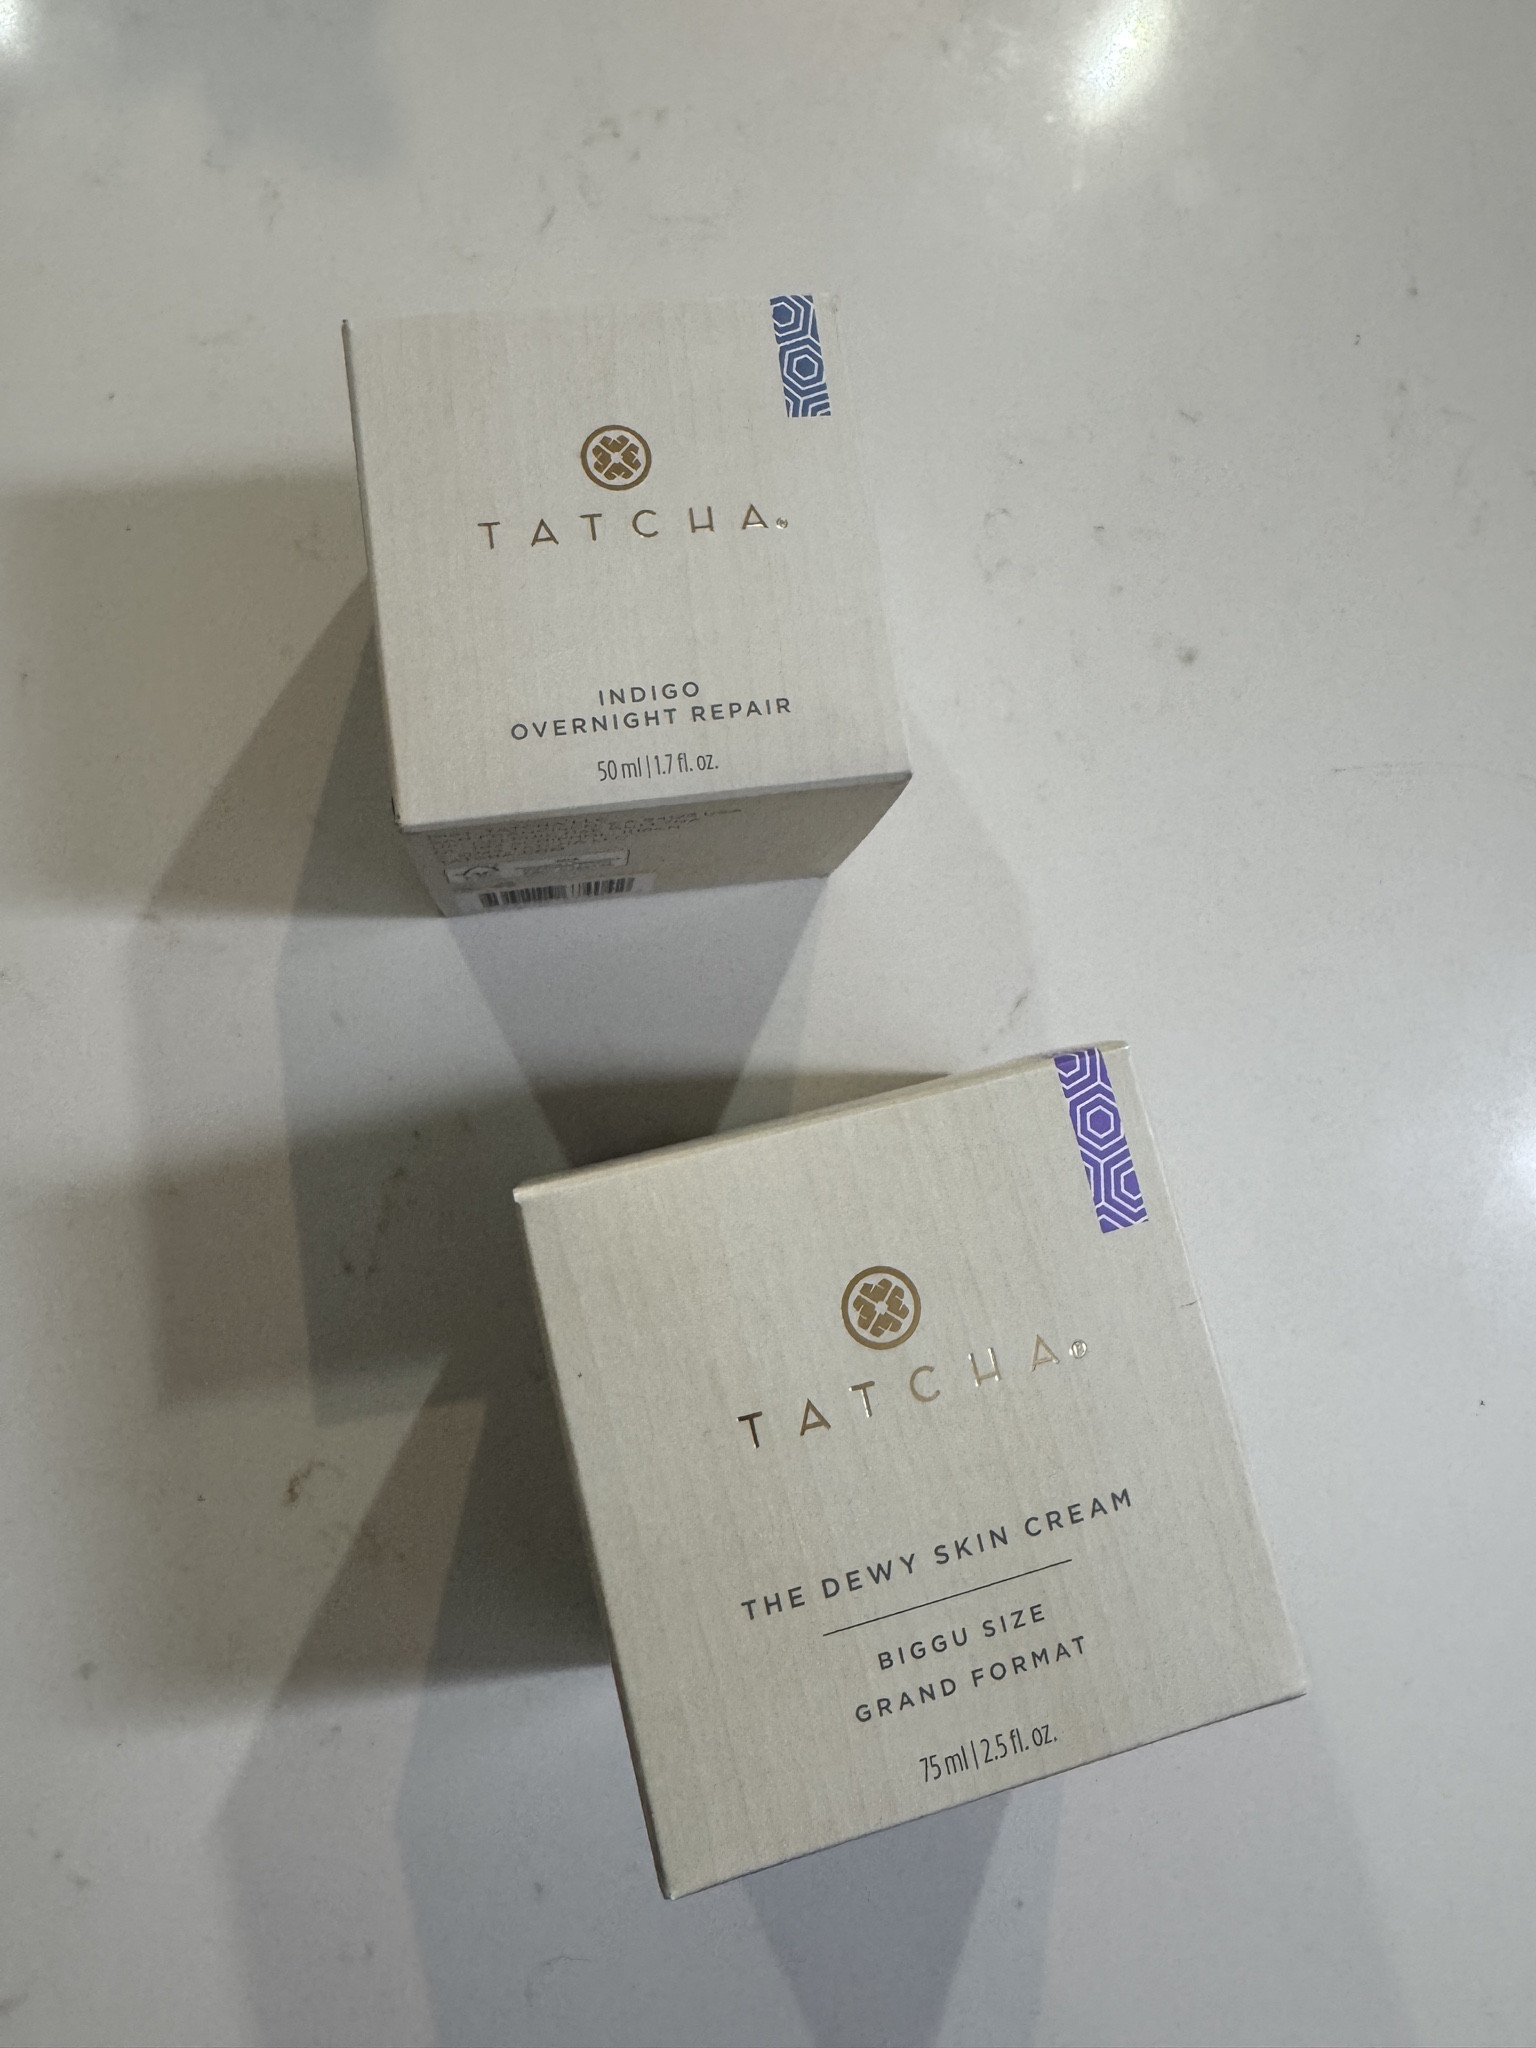 TATCHA®
INDIGO
OVERNIGHT REPAIR
50 ml | 1.7 fl. oz.
TATCHA®
THE DEWY SKIN CREAM
BIGGU SIZE
GRAND FORMAT
75 ml | 2.5 fl. oz.